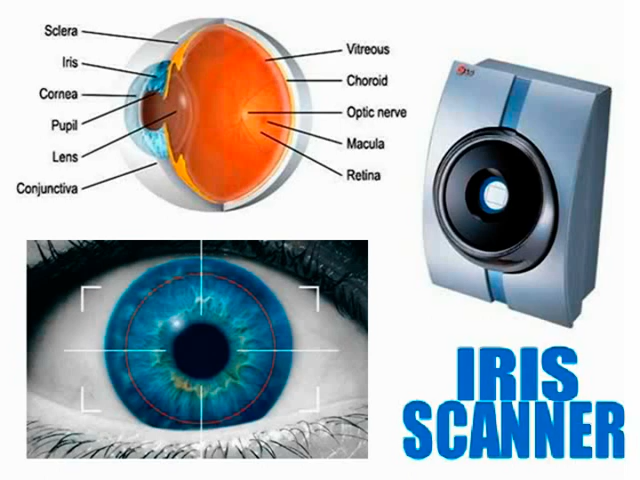 Sclera
Iris
Cornea
Pupil
Lens
Conjunctiva
Vitreous
Choroid
Optic nerve
Macula
Retina
IRIS
SCANNER